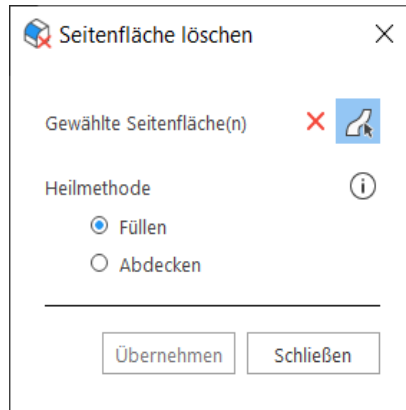 Seitenfläche löschen
Gewählte Seitenfläche(n)
Heilmethode
Füllen
Abdecken
Übernehmen Schließen